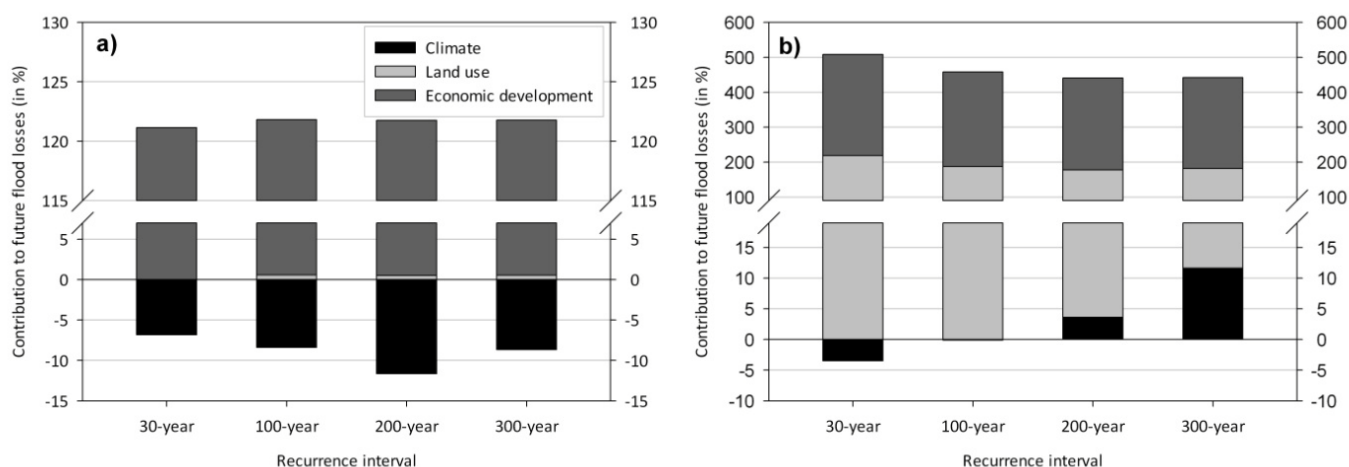 a)
Contribution to future flood losses (in %)
130
125
120
115
5
0
-5
-10
-15
130
125
120
115
5
0
-5
-10
-15
Climate
Land use
Economic development
30-year
100-year
200-year
300-year
Recurrence interval
b)
Contribution to future flood losses (in %)
600
500
400
300
200
100
15
10
5
0
-5
-10
600
500
400
300
200
100
15
10
5
0
-5
-10
30-year
100-year
200-year
300-year
Recurrence interval